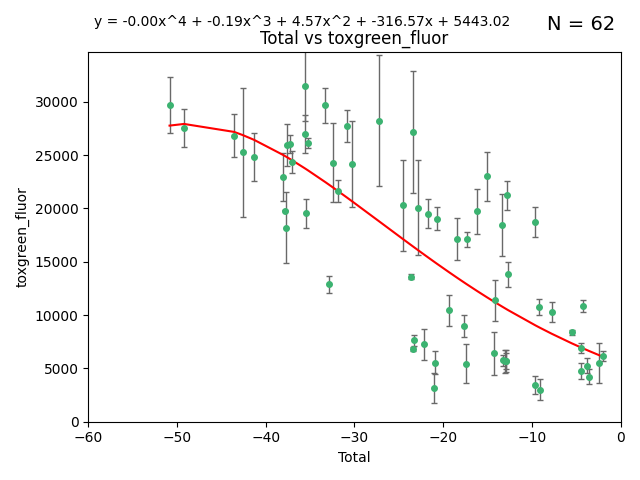 y = -0.00x^4 + -0.19x^3 + 4.57x^2 + -316.57x + 5443.02
N = 62
Total vs toxgreen_fluor
toxgreen_fluor
30000
25000
20000
15000
10000
5000
0
−60
−50
−40
−30
−20
−10
0
Total